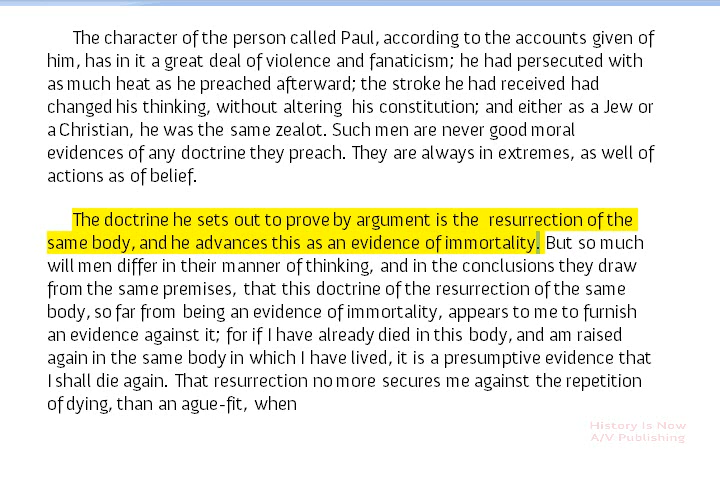 The character of the person called Paul, according to the accounts given of
him, has in it a great deal of violence and fanaticism; he had persecuted with
as much heat as he preached afterward; the stroke he had received had
changed his thinking, without altering his constitution; and either as a Jew or
a Christian, he was the same zealot. Such men are never good moral
evidences of any doctrine they preach. They are always in extremes, as well of
actions as of belief.
The doctrine he sets out to prove by argument is the resurrection of the
same body, and he advances this as an evidence of immortality. But so much
will men differ in their manner of thinking, and in the conclusions they draw
from the same premises, that this doctrine of the resurrection of the same
body, so far from being an evidence of immortality, appears to me to furnish
an evidence against it; for if I have already died in this body, and am raised
again in the same body in which I have lived, it is a presumptive evidence that
I shall die again. That resurrection no more secures me against the repetition
of dying, than an ague-fit, when
History Is Now
A/V Publishing